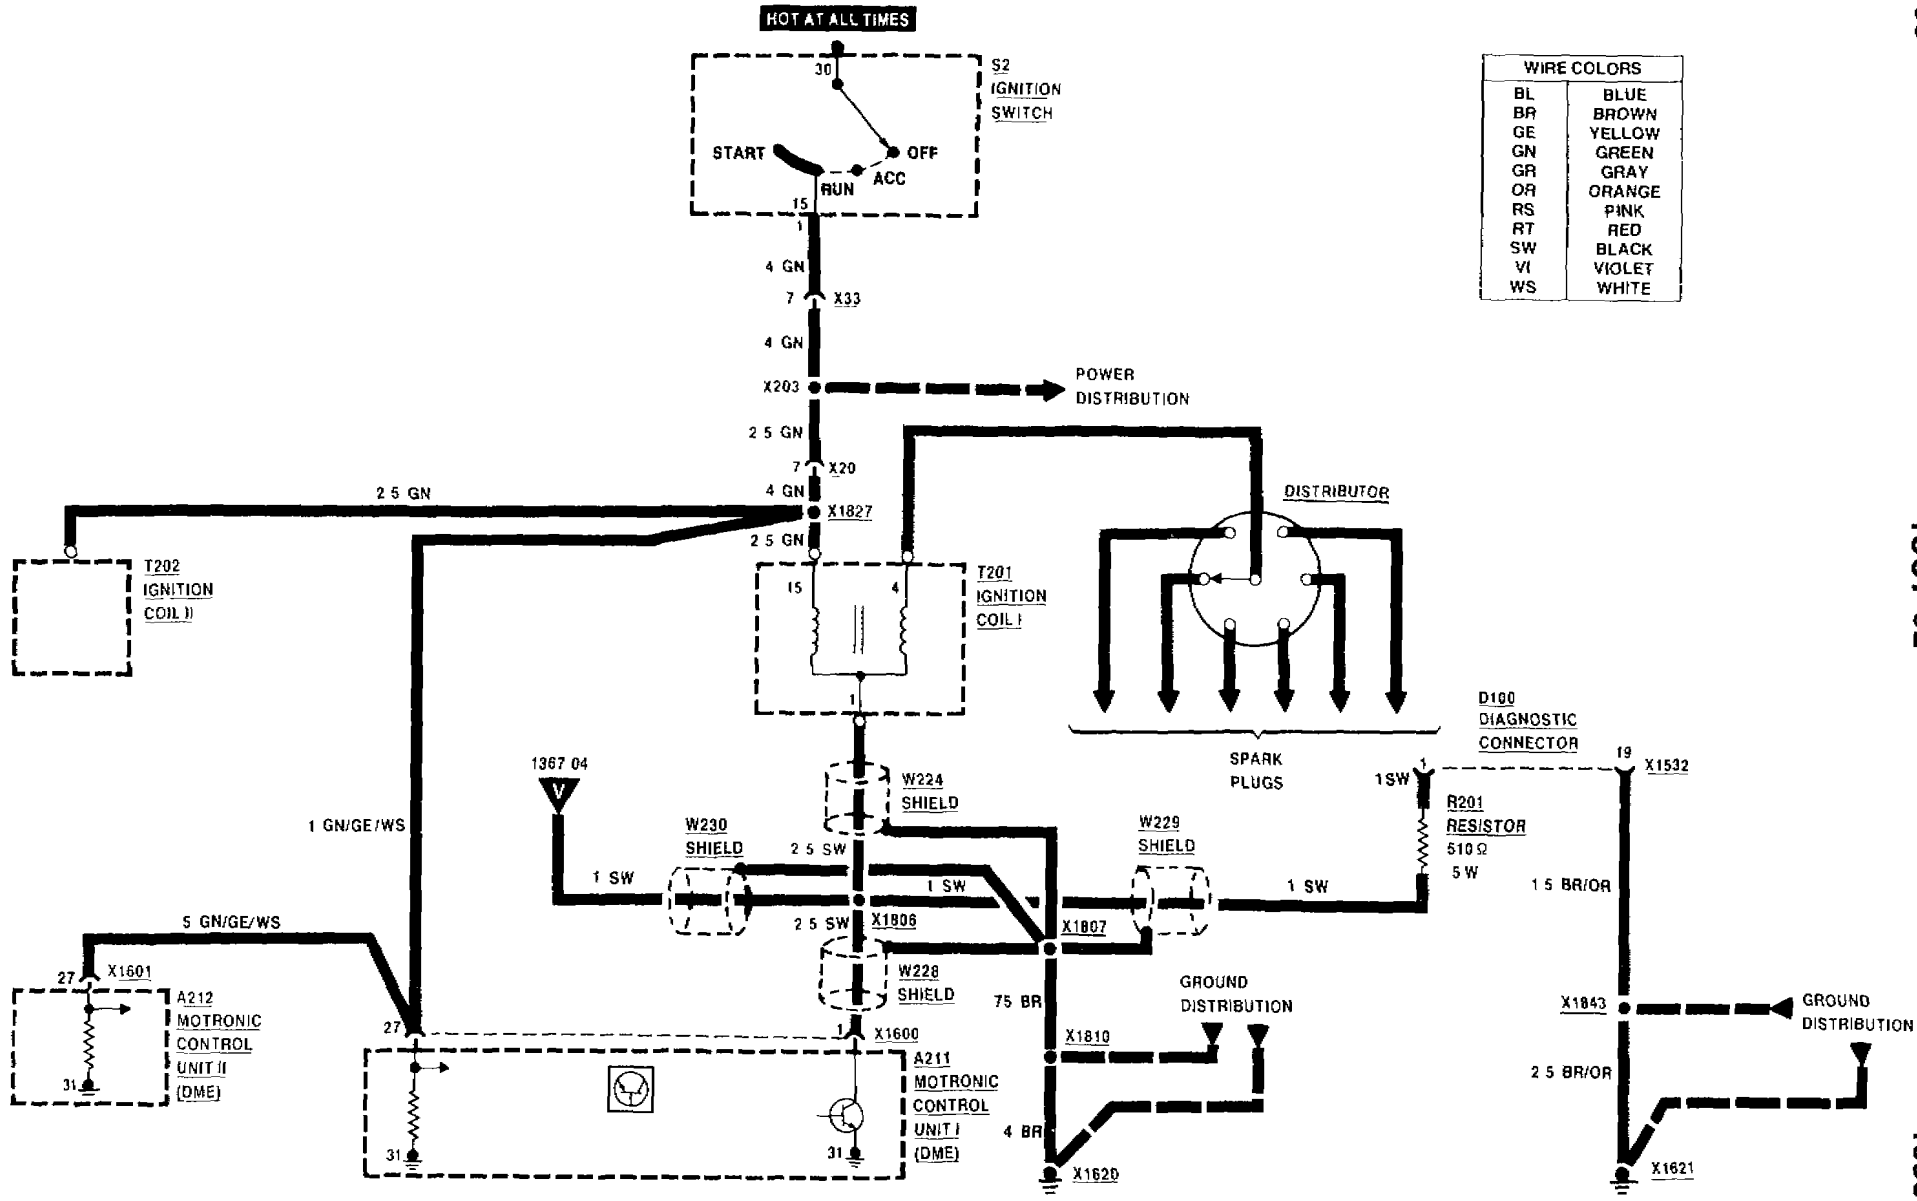 HOT AT ALL TIMES
30
S2
IGNITION
SWITCH
START
OFF
ACC
RUN
15
1
WIRE COLORS
BL BLUE
BR BROWN
GE YELLOW
GN GREEN
GR GRAY
OR ORANGE
RS PINK
RT RED
SW BLACK
VI VIOLET
WS WHITE
4 GN
7 X33
4 GN
X203
POWER
DISTRIBUTION
2 5 GN
7 X20
4 GN
X1827
2 5 GN
2 5 GN
DISTRIBUTOR
T202
IGNITION
COIL II
15
4
T201
IGNITION
COIL I
1
SPARK
PLUGS
D100
DIAGNOSTIC
CONNECTOR
1
19
X1532
1 SW
R201
RESISTOR
510 Ω
5 W
1367 04
V
W224
SHIELD
1 GN/GE/WS
W230
SHIELD
2 5 SW
W229
SHIELD
1 SW
1 SW
1 SW
1 5 BR/OR
2 5 SW
X1806
X1807
5 GN/GE/WS
W228
SHIELD
27 X1601
A212
MOTRONIC
CONTROL
UNIT II
(DME)
31
75 BR
GROUND
DISTRIBUTION
X1843
GROUND
DISTRIBUTION
27
1
X1600
X1810
A211
MOTRONIC
CONTROL
UNIT I
(DME)
31
31
2 5 BR/OR
4 BR
X1620
X1621